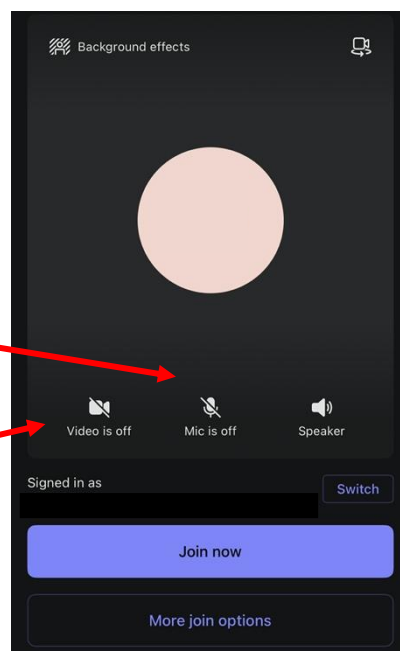 Background effects
Video is off Mic is off Speaker
Signed in as
Switch
Join now
More join options